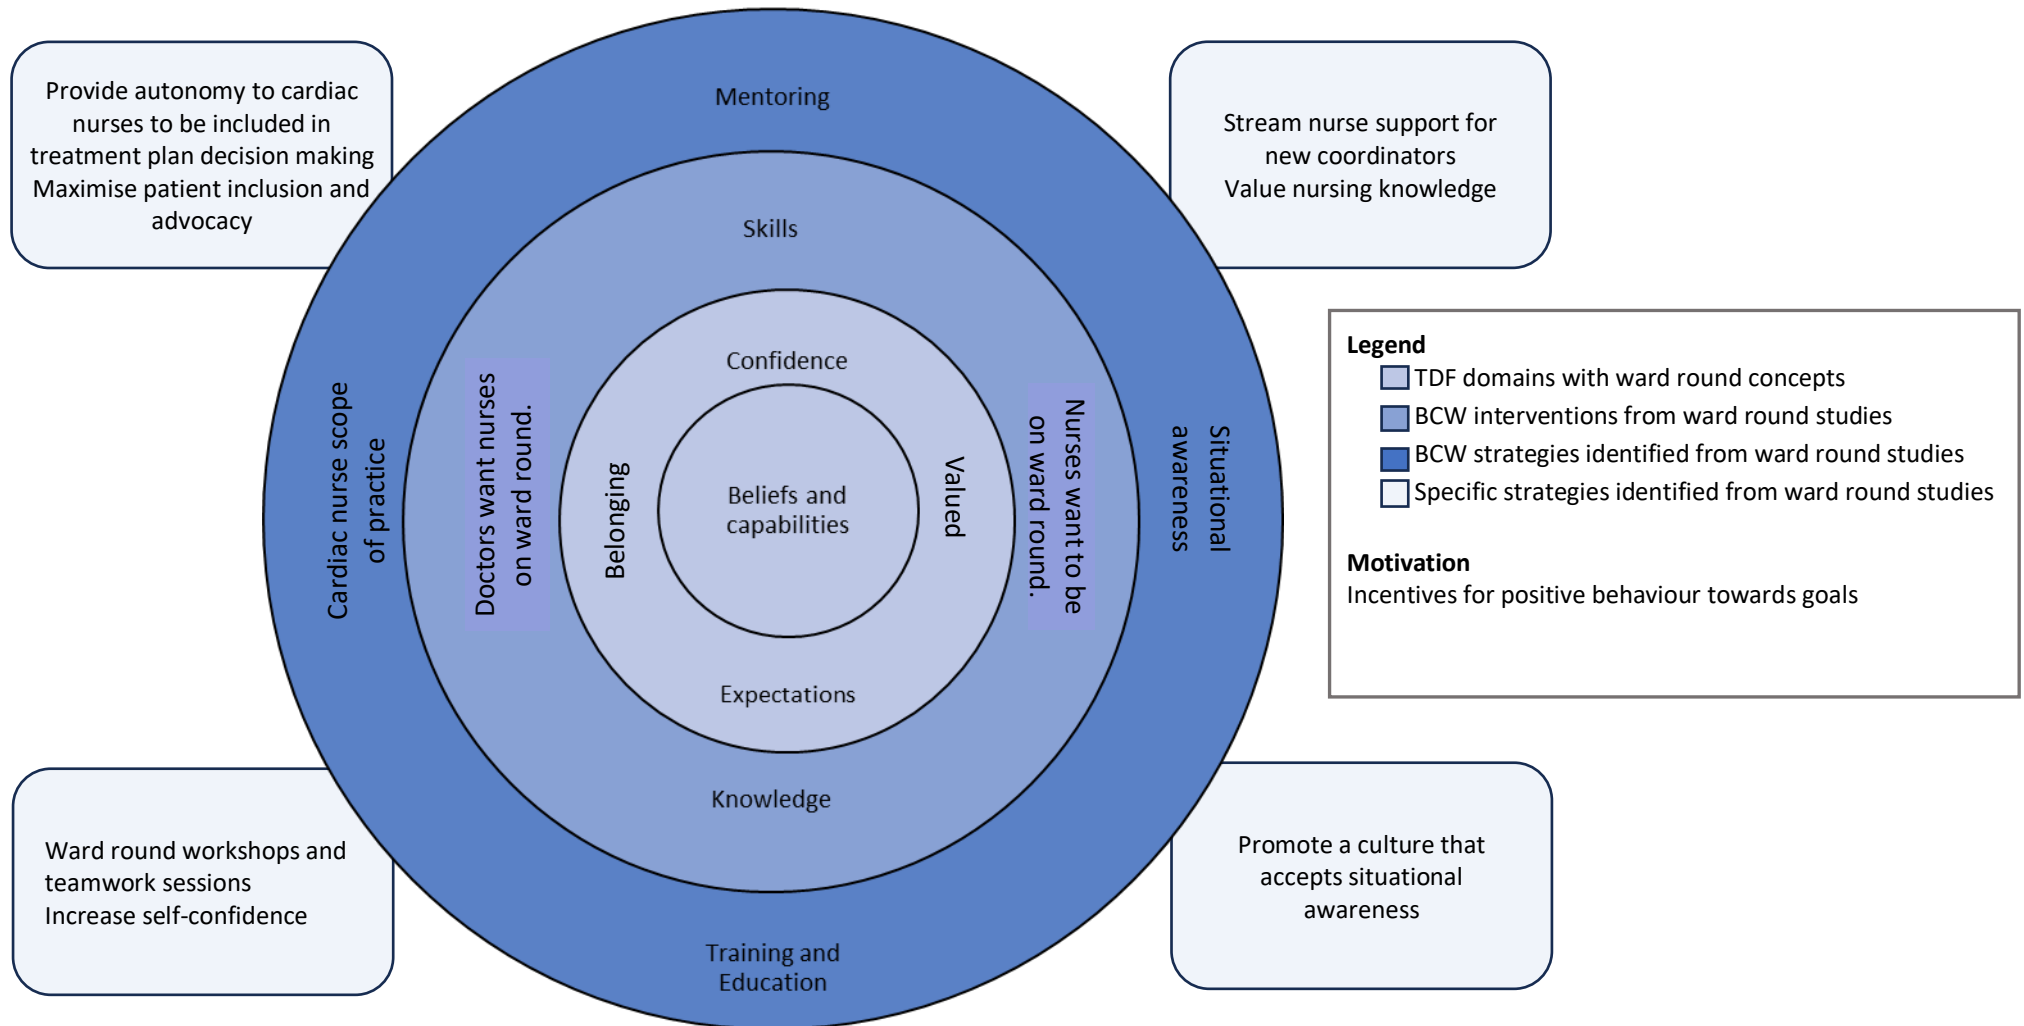 Provide autonomy to cardiac
nurses to be included in
treatment plan decision making
Maximise patient inclusion and
advocacy
Mentoring
Stream nurse support for
new coordinators
Value nursing knowledge
Skills
Confidence
Cardiac nurse scope
of practice
Doctors want nurses
on ward round.
Belonging
Beliefs and
capabilities
Valued
Nurses want to be
on ward round.
Situational
awareness
Expectations
Knowledge
Training and
Education
Legend
TDF domains with ward round concepts
BCW interventions from ward round studies
BCW strategies identified from ward round studies
Specific strategies identified from ward round studies
Motivation
Incentives for positive behaviour towards goals
Ward round workshops and
teamwork sessions
Increase self-confidence
Promote a culture that
accepts situational
awareness